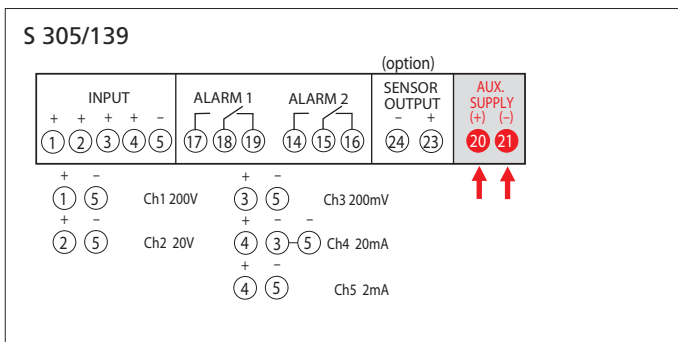 S 305/139
(option)
INPUT ALARM 1 ALARM 2 SENSOR OUTPUT AUX. SUPPLY
+ + + + – – + (+) (–)
1 2 3 4 5 17 18 19 14 15 16 24 23 20 21
+ – + –
1 5 Ch1 200V 3 5 Ch3 200mV
+ – + – –
2 5 Ch2 20V 4 3 5 Ch4 20mA
+ –
4 5 Ch5 2mA